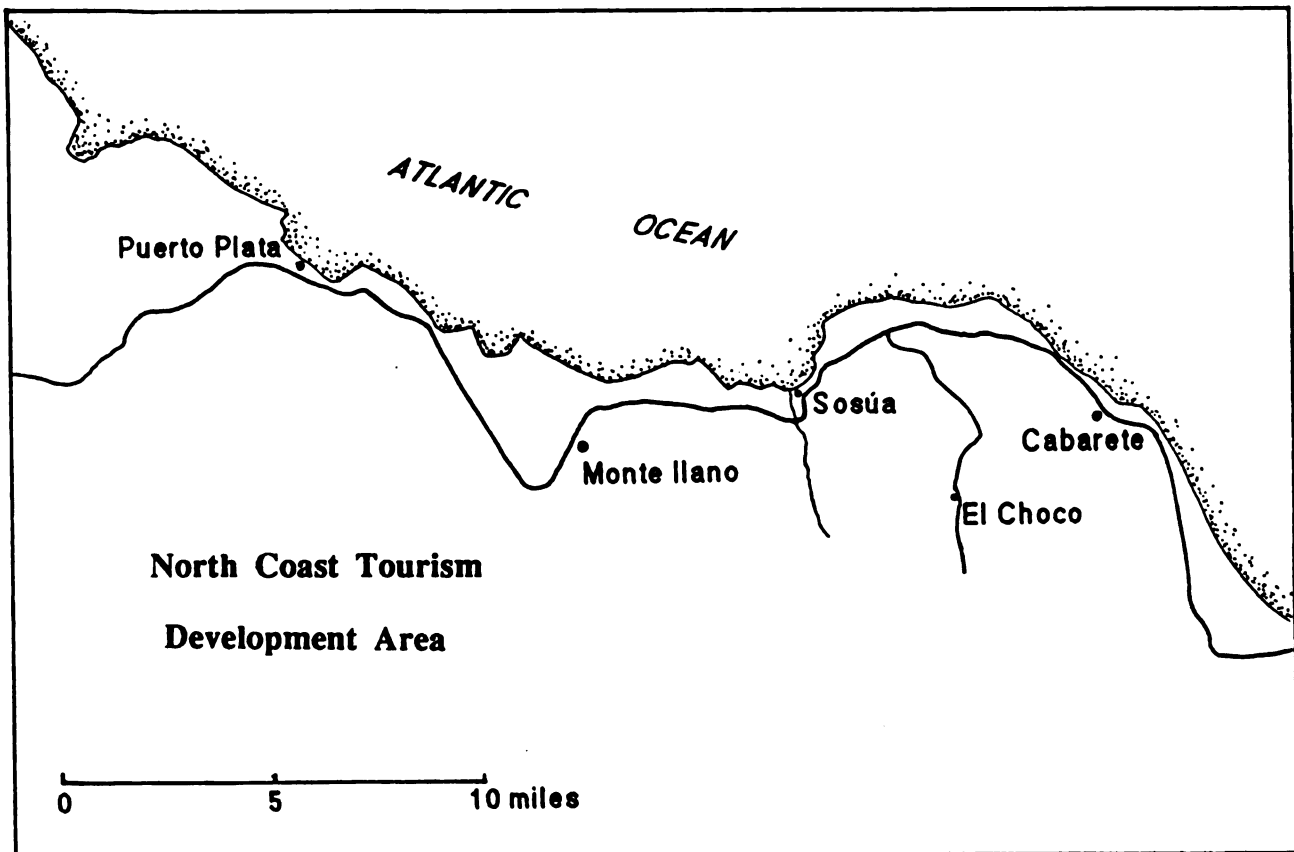 ATLANTIC OCEAN
Puerto Plata
Sosúa
Cabarete
Monte llano
El Choco
North Coast Tourism
Development Area
0 5 10 miles